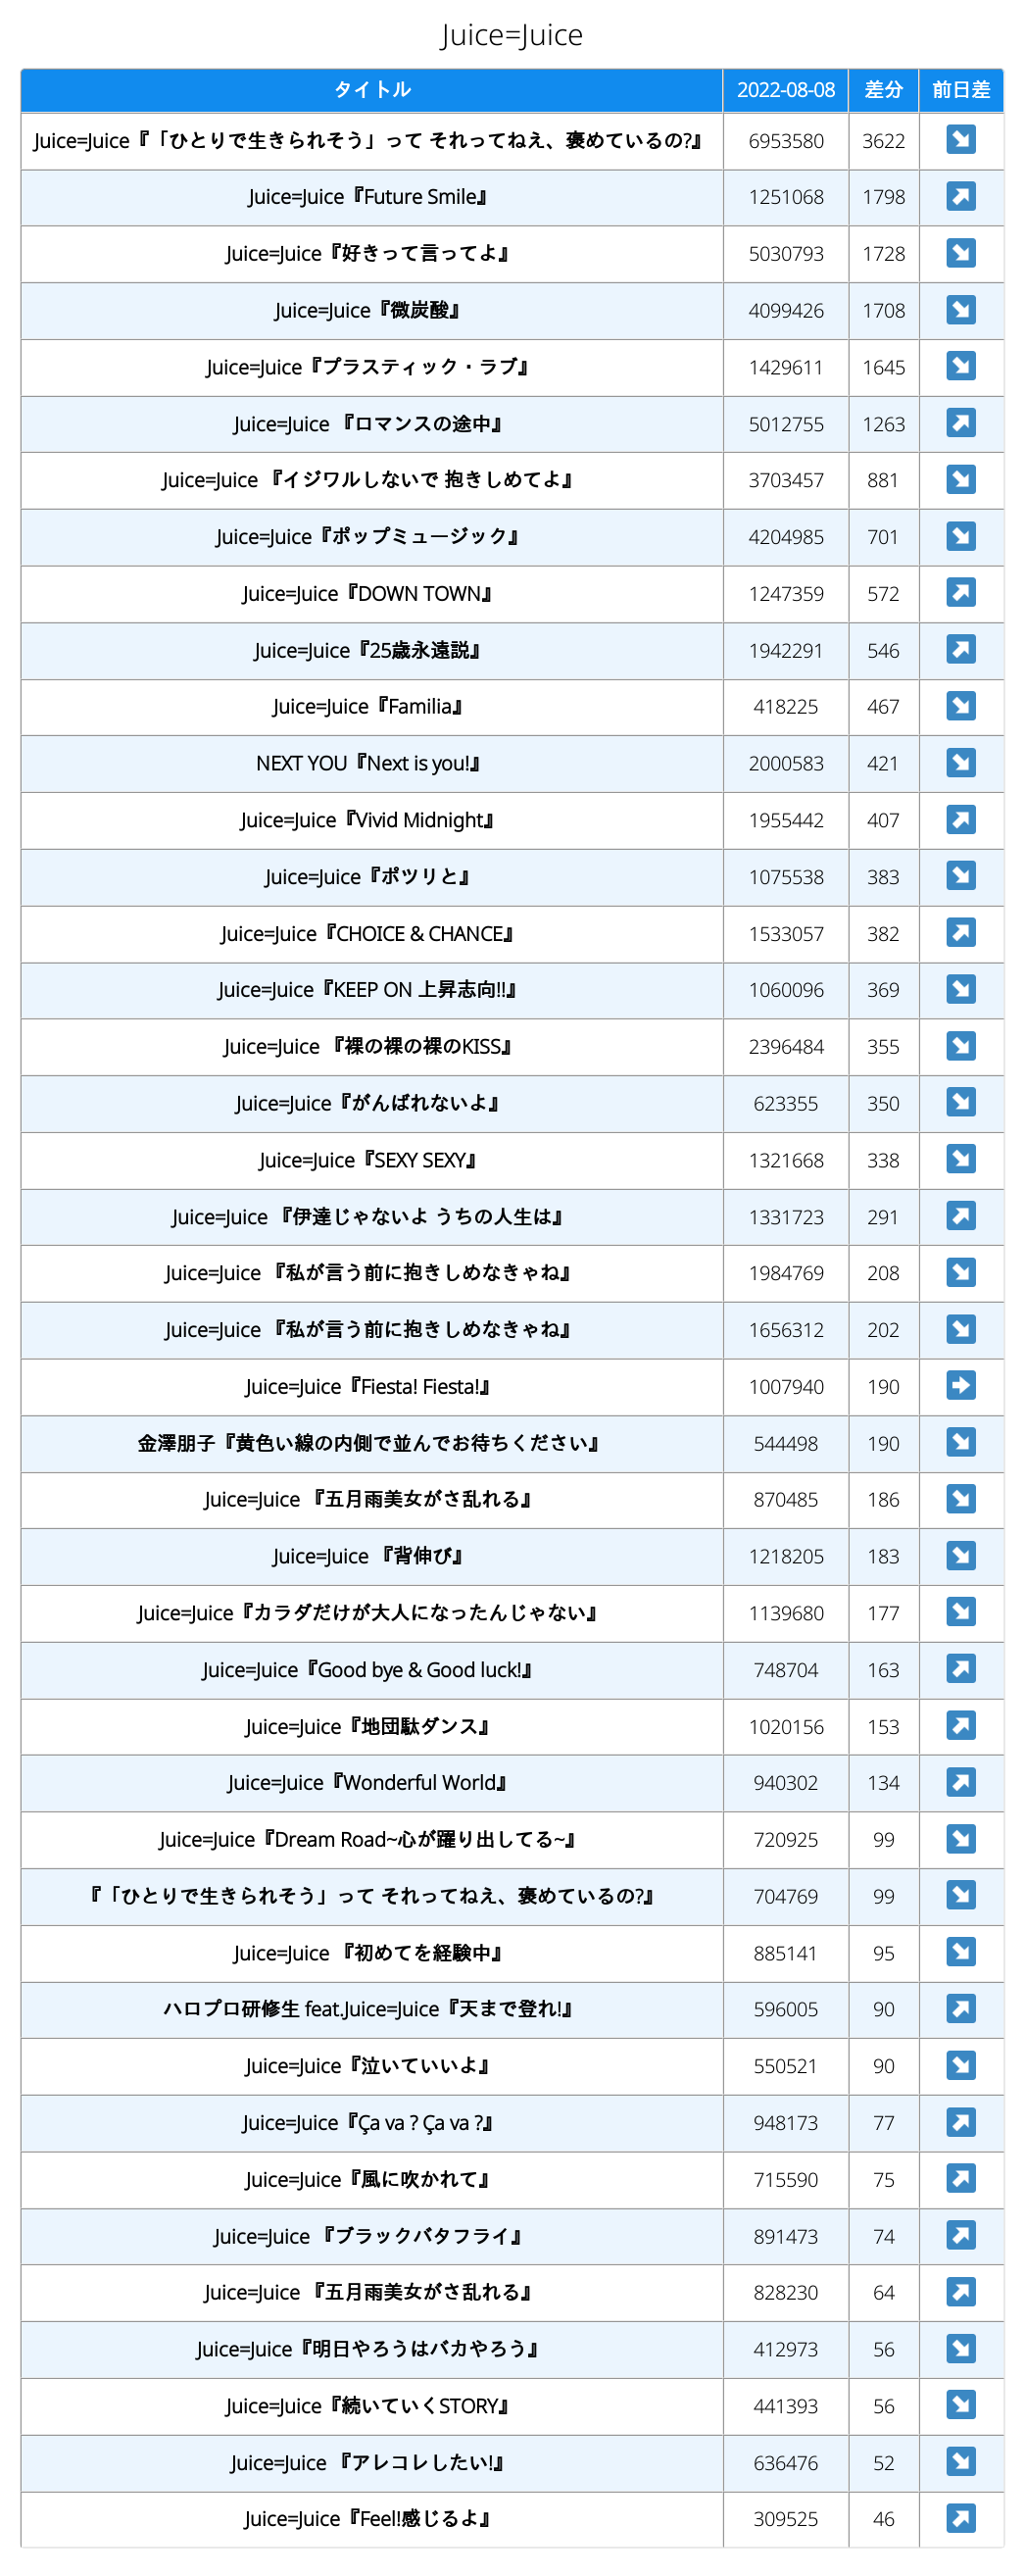 Juice=Juice
タイトル 2022-08-08 差分 前日差
Juice=Juice『「ひとりで生きられそう」って それってねえ、褒めているの?』 6953580 3622
Juice=Juice『Future Smile』 1251068 1798
Juice=Juice『好きって言ってよ』 5030793 1728
Juice=Juice『微炭酸』 4099426 1708
Juice=Juice『プラスティック・ラブ』 1429611 1645
Juice=Juice 『ロマンスの途中』 5012755 1263
Juice=Juice 『イジワルしないで 抱きしめてよ』 3703457 881
Juice=Juice『ポップミュージック』 4204985 701
Juice=Juice『DOWN TOWN』 1247359 572
Juice=Juice『25歳永遠説』 1942291 546
Juice=Juice『Familia』 418225 467
NEXT YOU『Next is you!』 2000583 421
Juice=Juice『Vivid Midnight』 1955442 407
Juice=Juice『ポツリと』 1075538 383
Juice=Juice『CHOICE & CHANCE』 1533057 382
Juice=Juice『KEEP ON 上昇志向!!』 1060096 369
Juice=Juice 『裸の裸の裸のKISS』 2396484 355
Juice=Juice『がんばれないよ』 623355 350
Juice=Juice『SEXY SEXY』 1321668 338
Juice=Juice 『伊達じゃないよ うちの人生は』 1331723 291
Juice=Juice 『私が言う前に抱きしめなきゃね』 1984769 208
Juice=Juice 『私が言う前に抱きしめなきゃね』 1656312 202
Juice=Juice『Fiesta! Fiesta!』 1007940 190
金澤朋子『黄色い線の内側で並んでお待ちください』 544498 190
Juice=Juice 『五月雨美女がさ乱れる』 870485 186
Juice=Juice 『背伸び』 1218205 183
Juice=Juice『カラダだけが大人になったんじゃない』 1139680 177
Juice=Juice『Good bye & Good luck!』 748704 163
Juice=Juice『地団駄ダンス』 1020156 153
Juice=Juice『Wonderful World』 940302 134
Juice=Juice『Dream Road~心が躍り出してる~』 720925 99
『「ひとりで生きられそう」って それってねえ、褒めているの?』 704769 99
Juice=Juice 『初めてを経験中』 885141 95
ハロプロ研修生 feat.Juice=Juice『天まで登れ!』 596005 90
Juice=Juice『泣いていいよ』 550521 90
Juice=Juice『Ça va ? Ça va ?』 948173 77
Juice=Juice『風に吹かれて』 715590 75
Juice=Juice 『ブラックバタフライ』 891473 74
Juice=Juice 『五月雨美女がさ乱れる』 828230 64
Juice=Juice『明日やろうはバカやろう』 412973 56
Juice=Juice『続いていくSTORY』 441393 56
Juice=Juice 『アレコレしたい!』 636476 52
Juice=Juice『Feel!感じるよ』 309525 46